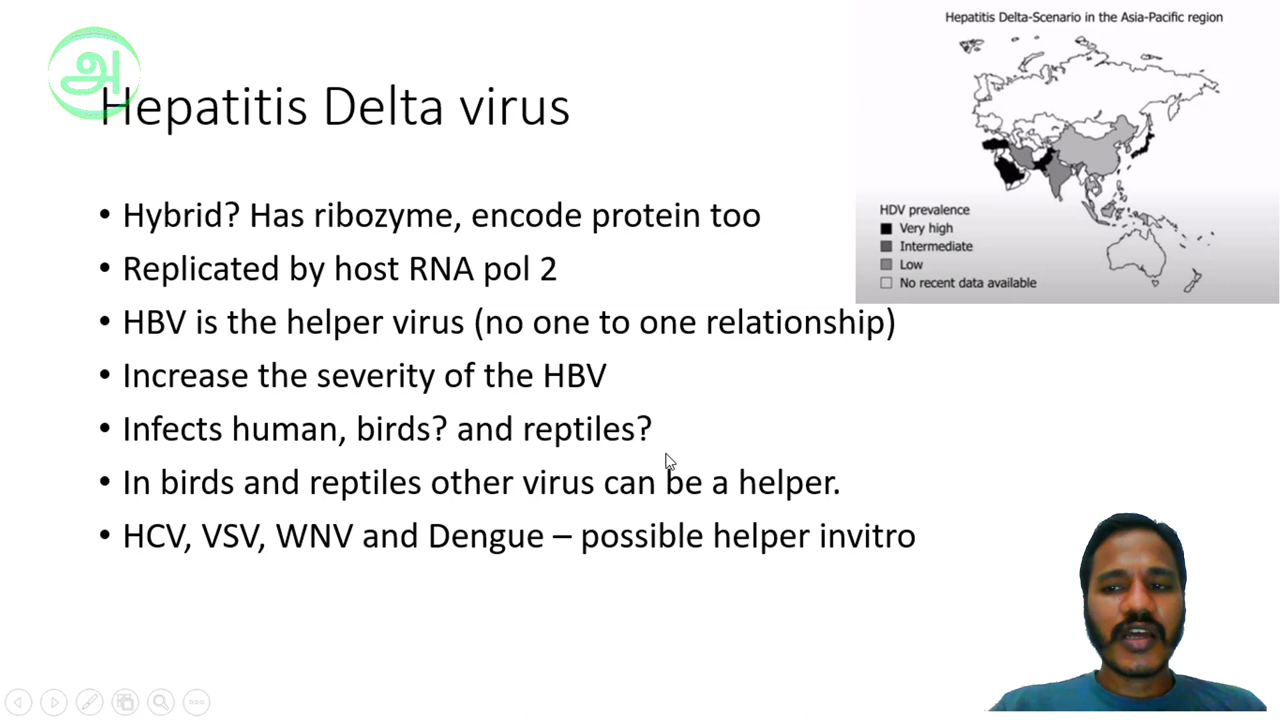 அ
Hepatitis Delta virus
• Hybrid? Has ribozyme, encode protein too
• Replicated by host RNA pol 2
• HBV is the helper virus (no one to one relationship)
• Increase the severity of the HBV
• Infects human, birds? and reptiles?
• In birds and reptiles other virus can be a helper.
• HCV, VSV, WNV and Dengue – possible helper invitro
Hepatitis Delta-Scenario in the Asia-Pacific region
HDV prevalence
Very high
Intermediate
Low
No recent data available